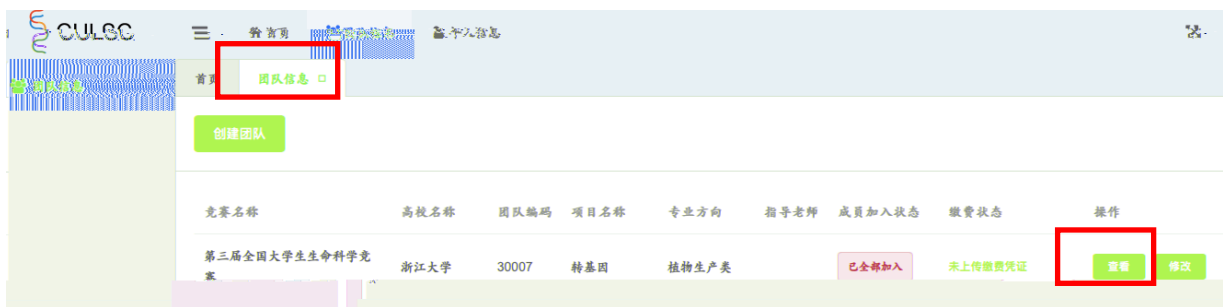 CULSC
首页
个人信息
团队信息
首页
团队信息
创建团队
竞赛名称 高校名称 团队编码 项目名称 专业方向 指导老师 成员加入状态 缴费状态 操作
第三届全国大学生生命科学竞
赛
浙江大学 30007 转基因 植物生产类 已全部加入 未上传缴费凭证 查看 修改